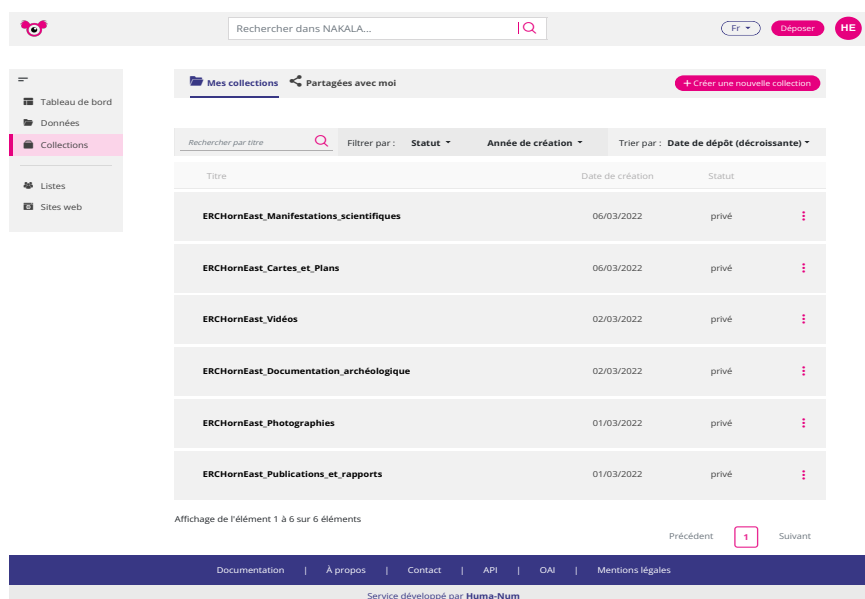 Rechercher dans NAKALA...
Fr
Déposer
HE
Tableau de bord
Données
Collections
Listes
Sites web
Mes collections
Partagées avec moi
+ Créer une nouvelle collection
Rechercher par titre
Filtrer par : Statut Année de création Trier par : Date de dépôt (décroissante)
Titre Date de création Statut
ERCHornEast_Manifestations_scientifiques 06/03/2022 privé
ERCHornEast_Cartes_et_Plans 06/03/2022 privé
ERCHornEast_Vidéos 02/03/2022 privé
ERCHornEast_Documentation_archéologique 02/03/2022 privé
ERCHornEast_Photographies 01/03/2022 privé
ERCHornEast_Publications_et_rapports 01/03/2022 privé
Affichage de l'élément 1 à 6 sur 6 éléments
Précédent 1 Suivant
Documentation | À propos | Contact | API | OAI | Mentions légales
Service développé par Huma-Num